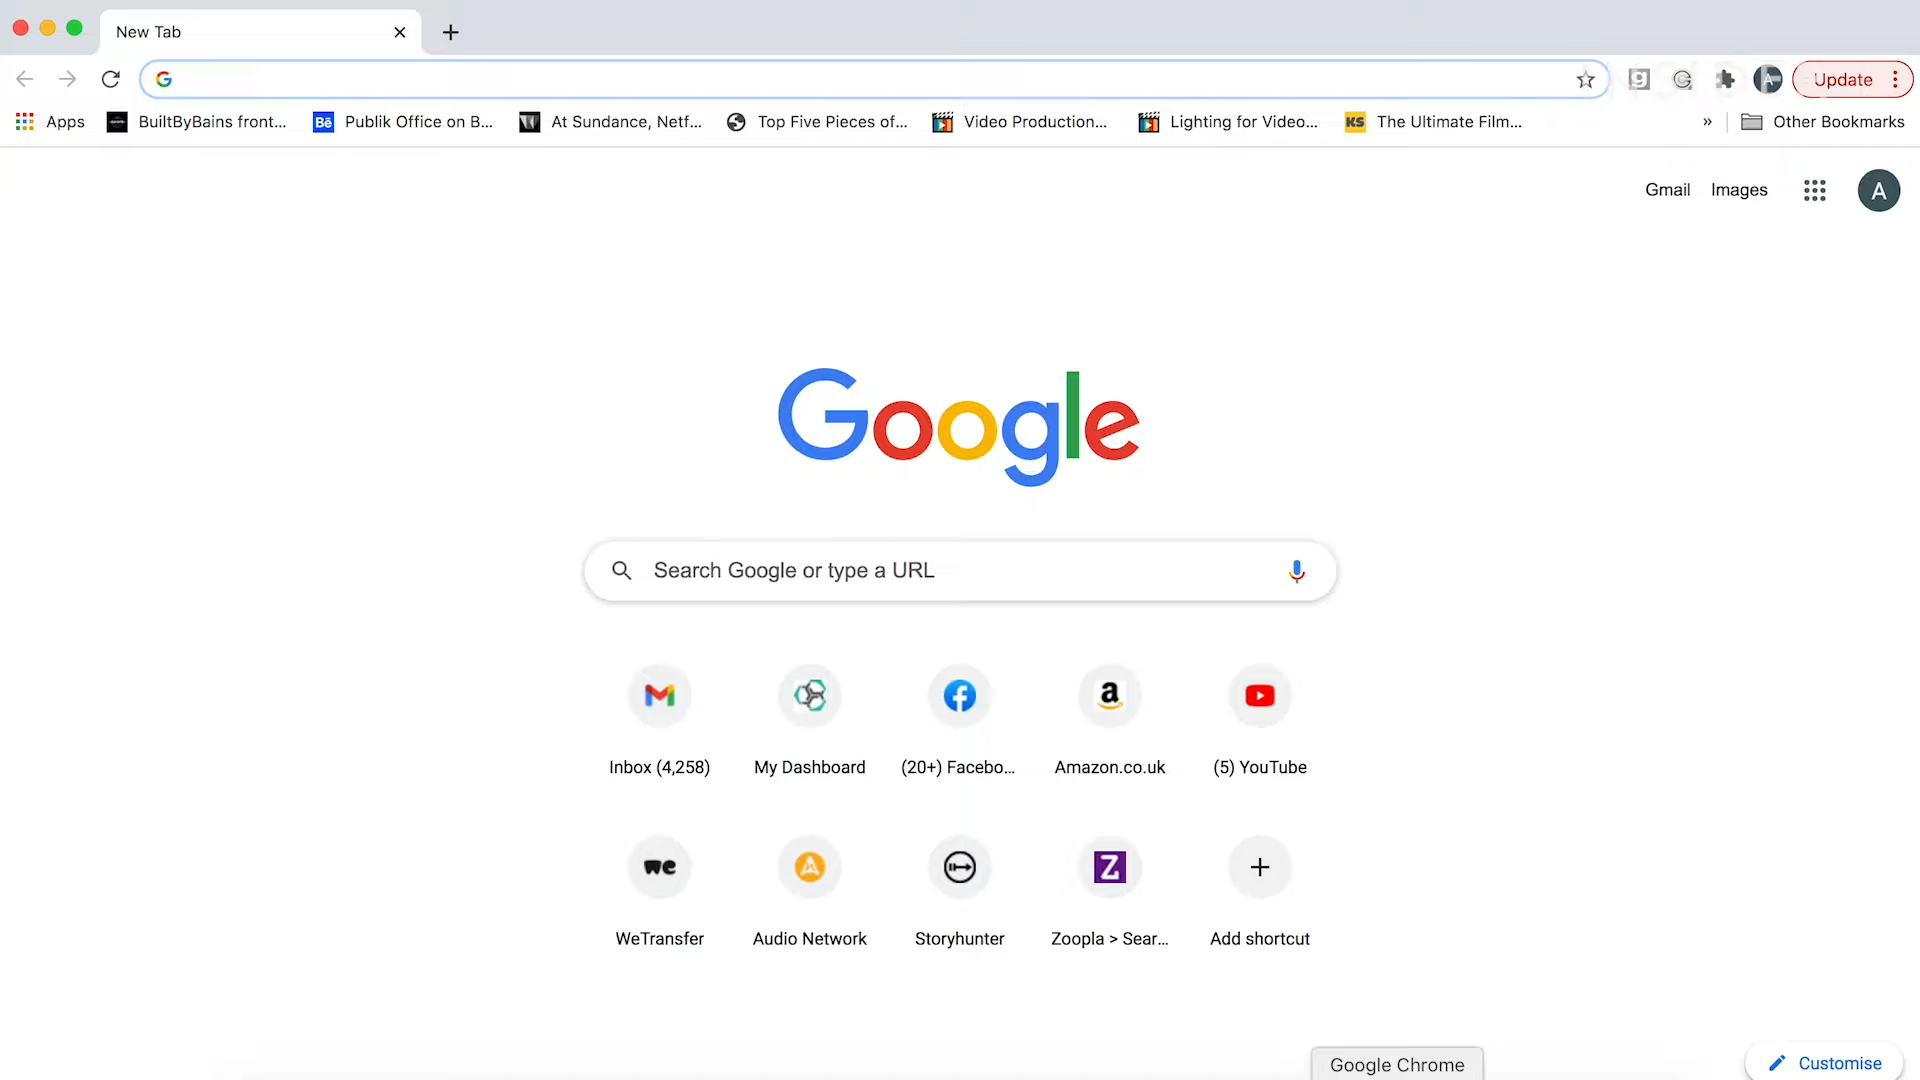 New Tab
Update
Apps
BuiltByBains front...
Bē
Publik Office on B...
At Sundance, Netf...
Top Five Pieces of...
Video Production...
Lighting for Video...
KS
The Ultimate Film...
»
Other Bookmarks
Gmail
Images
A
Google
Search Google or type a URL
Inbox (4,258)
My Dashboard
(20+) Facebo...
Amazon.co.uk
(5) YouTube
we
WeTransfer
Audio Network
Storyhunter
Z
Zoopla > Sear...
Add shortcut
Google Chrome
Customise